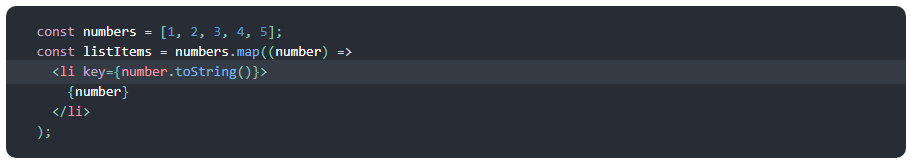 const numbers = [1, 2, 3, 4, 5];
const listItems = numbers.map((number) =>
  <li key={number.toString()}>
    {number}
  </li>
);